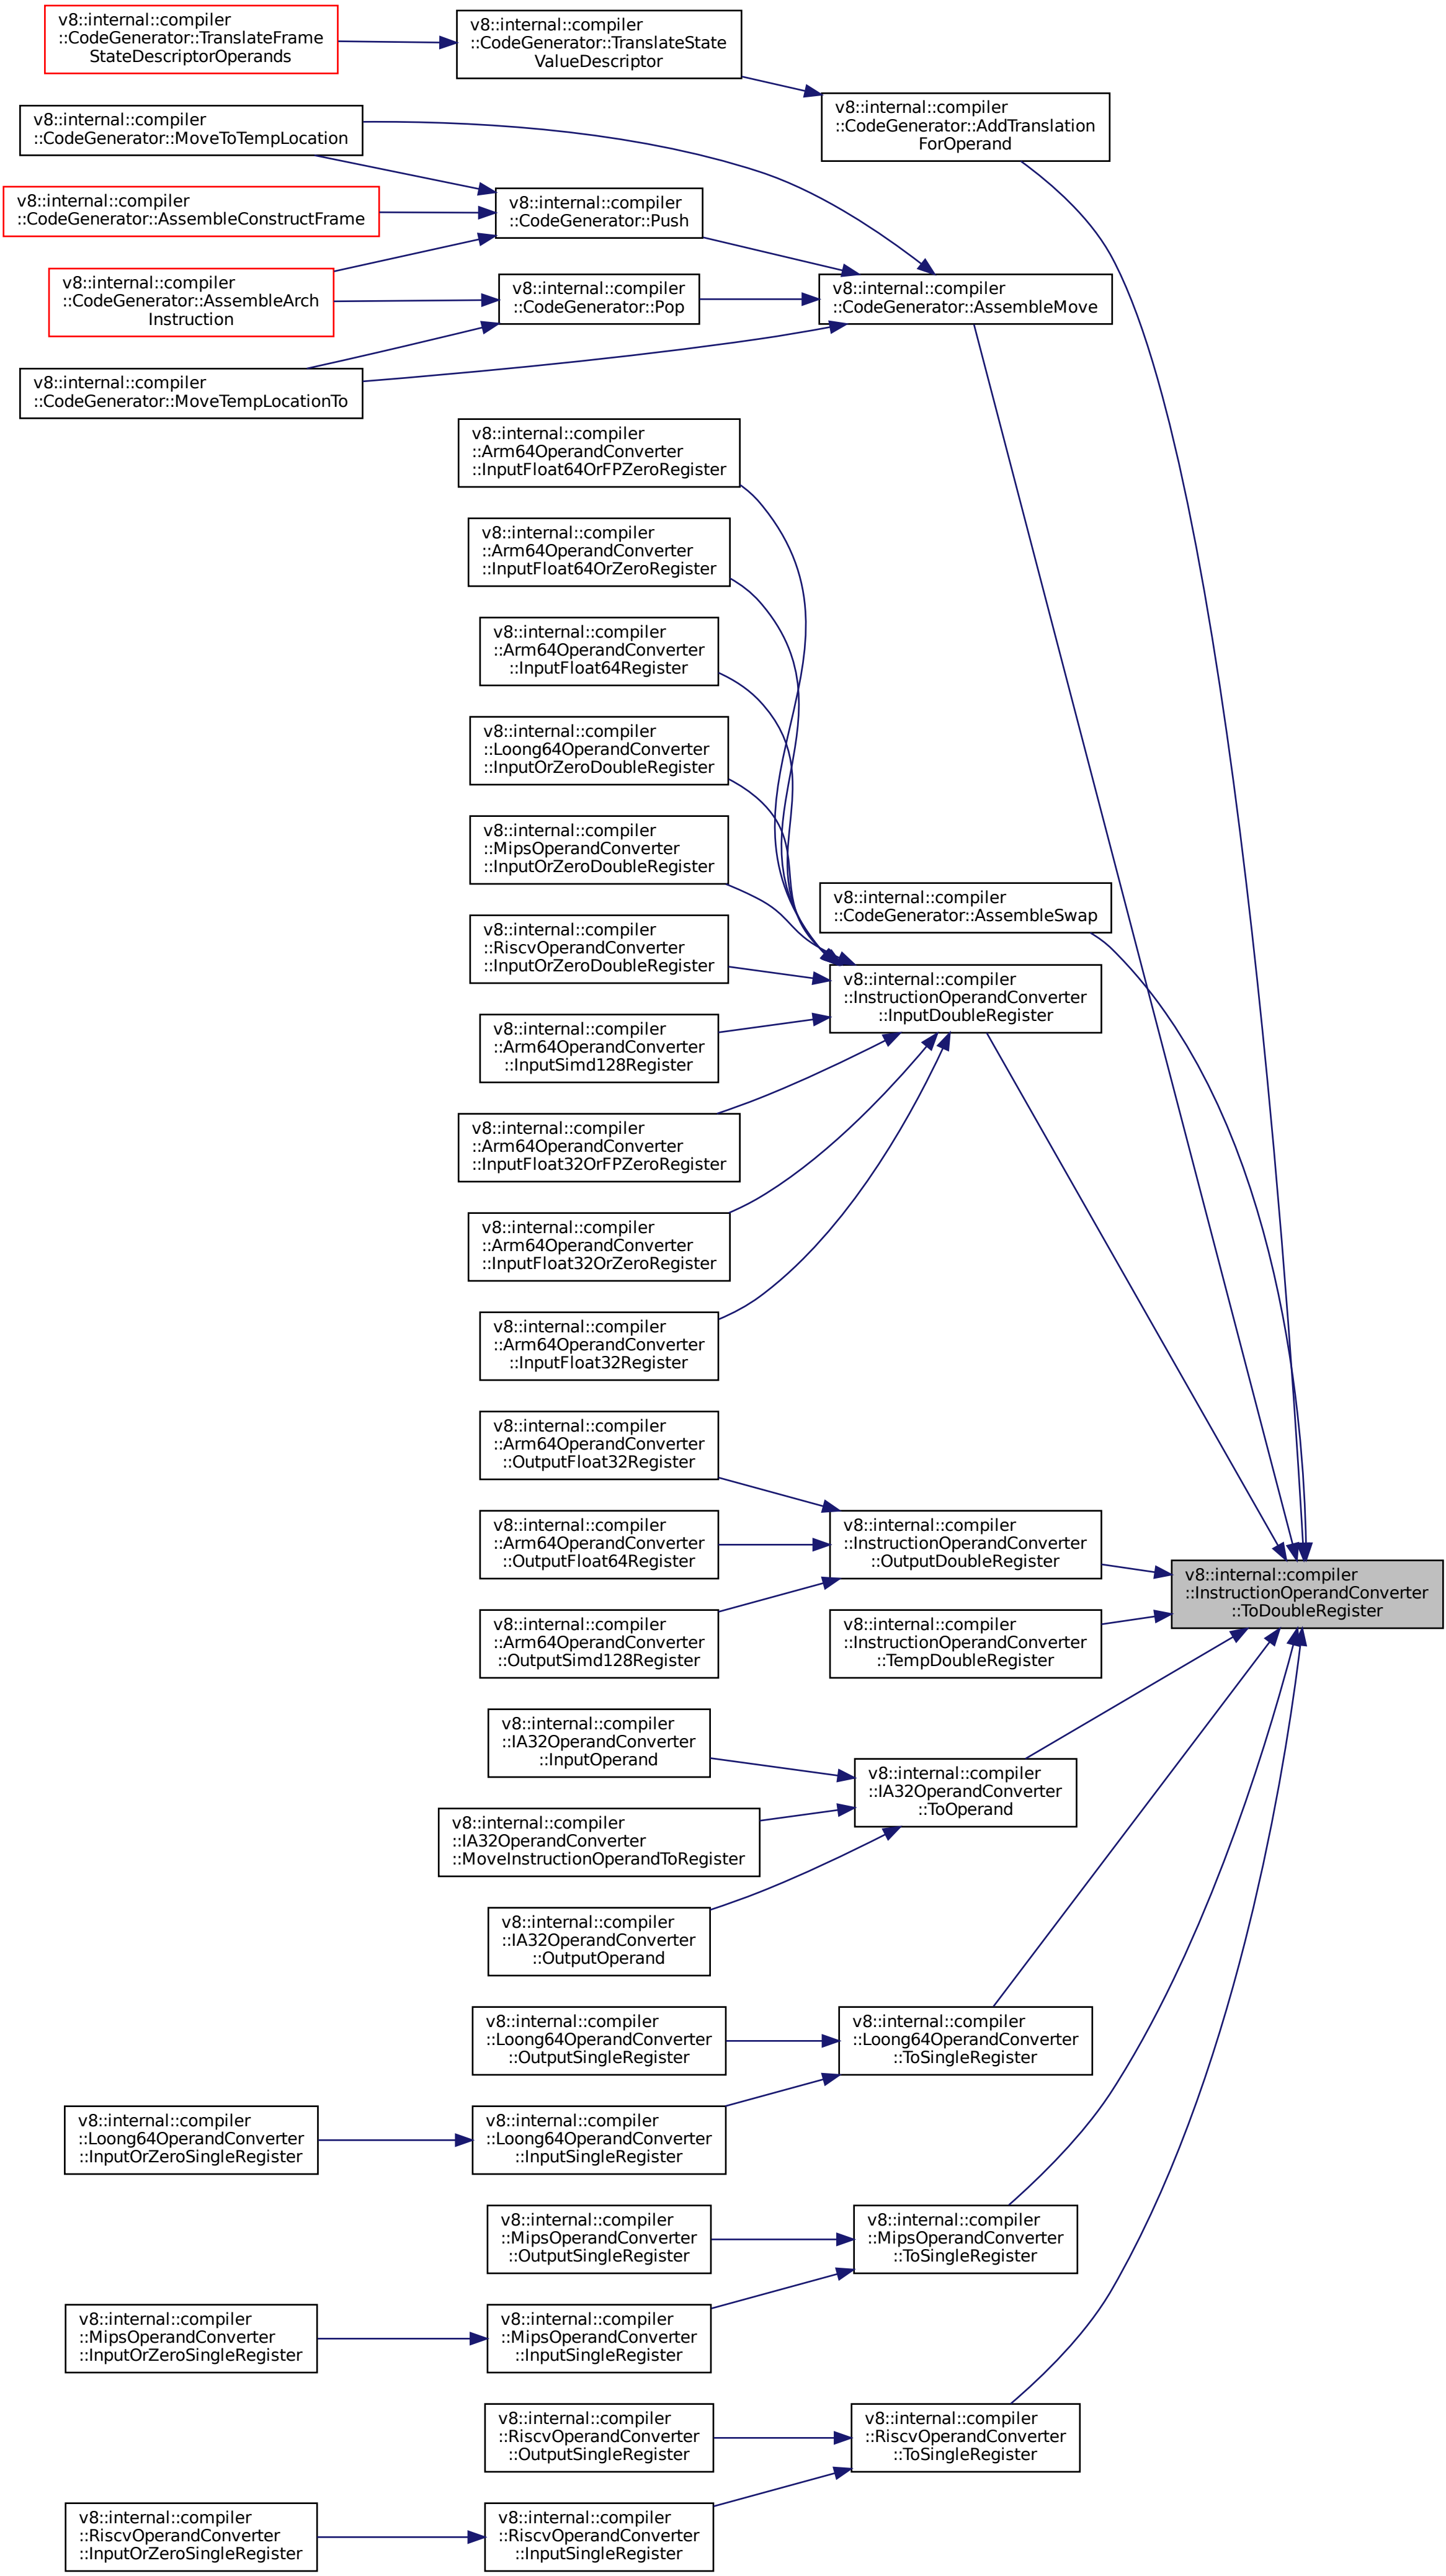 v8::internal::compiler
::CodeGenerator::TranslateFrame
StateDescriptorOperands
v8::internal::compiler
::CodeGenerator::TranslateState
ValueDescriptor
v8::internal::compiler
::CodeGenerator::AddTranslation
ForOperand
v8::internal::compiler
::CodeGenerator::MoveToTempLocation
v8::internal::compiler
::CodeGenerator::AssembleConstructFrame
v8::internal::compiler
::CodeGenerator::Push
v8::internal::compiler
::CodeGenerator::AssembleArch
Instruction
v8::internal::compiler
::CodeGenerator::Pop
v8::internal::compiler
::CodeGenerator::AssembleMove
v8::internal::compiler
::CodeGenerator::MoveTempLocationTo
v8::internal::compiler
::Arm64OperandConverter
::InputFloat64OrFPZeroRegister
v8::internal::compiler
::Arm64OperandConverter
::InputFloat64OrZeroRegister
v8::internal::compiler
::Arm64OperandConverter
::InputFloat64Register
v8::internal::compiler
::Loong64OperandConverter
::InputOrZeroDoubleRegister
v8::internal::compiler
::MipsOperandConverter
::InputOrZeroDoubleRegister
v8::internal::compiler
::CodeGenerator::AssembleSwap
v8::internal::compiler
::RiscvOperandConverter
::InputOrZeroDoubleRegister
v8::internal::compiler
::InstructionOperandConverter
::InputDoubleRegister
v8::internal::compiler
::Arm64OperandConverter
::InputSimd128Register
v8::internal::compiler
::Arm64OperandConverter
::InputFloat32OrFPZeroRegister
v8::internal::compiler
::Arm64OperandConverter
::InputFloat32OrZeroRegister
v8::internal::compiler
::Arm64OperandConverter
::InputFloat32Register
v8::internal::compiler
::Arm64OperandConverter
::OutputFloat32Register
v8::internal::compiler
::Arm64OperandConverter
::OutputFloat64Register
v8::internal::compiler
::InstructionOperandConverter
::OutputDoubleRegister
v8::internal::compiler
::InstructionOperandConverter
::ToDoubleRegister
v8::internal::compiler
::Arm64OperandConverter
::OutputSimd128Register
v8::internal::compiler
::InstructionOperandConverter
::TempDoubleRegister
v8::internal::compiler
::IA32OperandConverter
::InputOperand
v8::internal::compiler
::IA32OperandConverter
::ToOperand
v8::internal::compiler
::IA32OperandConverter
::MoveInstructionOperandToRegister
v8::internal::compiler
::IA32OperandConverter
::OutputOperand
v8::internal::compiler
::Loong64OperandConverter
::OutputSingleRegister
v8::internal::compiler
::Loong64OperandConverter
::ToSingleRegister
v8::internal::compiler
::Loong64OperandConverter
::InputOrZeroSingleRegister
v8::internal::compiler
::Loong64OperandConverter
::InputSingleRegister
v8::internal::compiler
::MipsOperandConverter
::OutputSingleRegister
v8::internal::compiler
::MipsOperandConverter
::ToSingleRegister
v8::internal::compiler
::MipsOperandConverter
::InputOrZeroSingleRegister
v8::internal::compiler
::MipsOperandConverter
::InputSingleRegister
v8::internal::compiler
::RiscvOperandConverter
::OutputSingleRegister
v8::internal::compiler
::RiscvOperandConverter
::ToSingleRegister
v8::internal::compiler
::RiscvOperandConverter
::InputOrZeroSingleRegister
v8::internal::compiler
::RiscvOperandConverter
::InputSingleRegister